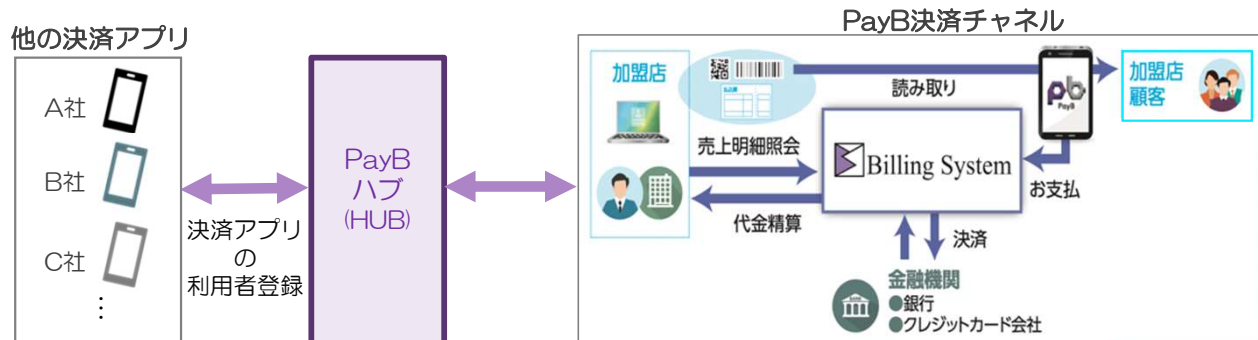 他の決済アプリ
A社
B社
C社
⋮
決済アプリ
の
利用者登録
PayB
ハブ
(HUB)
PayB決済チャネル
加盟店
読み取り
pb
PayB
加盟店
顧客
売上明細照会
Billing System
お支払
代金精算
決済
金融機関
●銀行
●クレジットカード会社